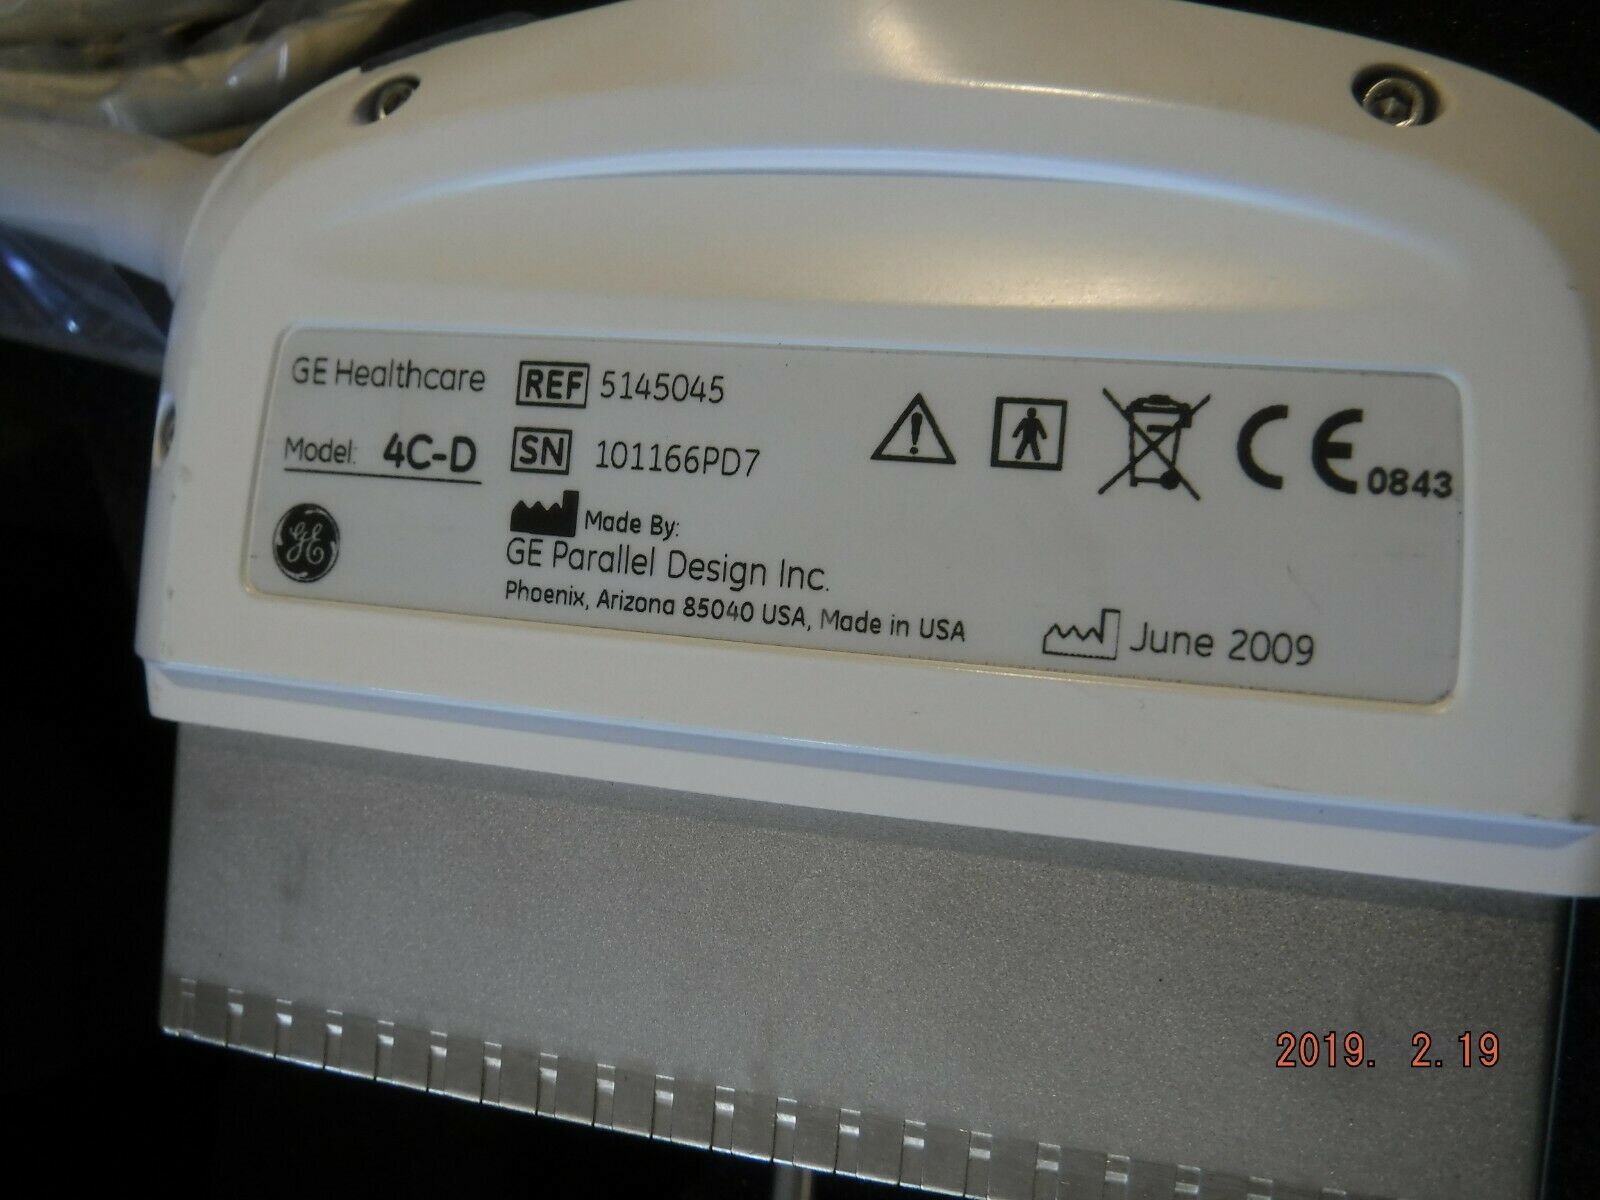 GE Healthcare
REF 5145045
Model: 4C-D
SN 101166PD7
GE
Made By:
GE Parallel Design Inc.
Phoenix, Arizona 85040 USA, Made in USA
CE 0843
June 2009
2019. 2.19